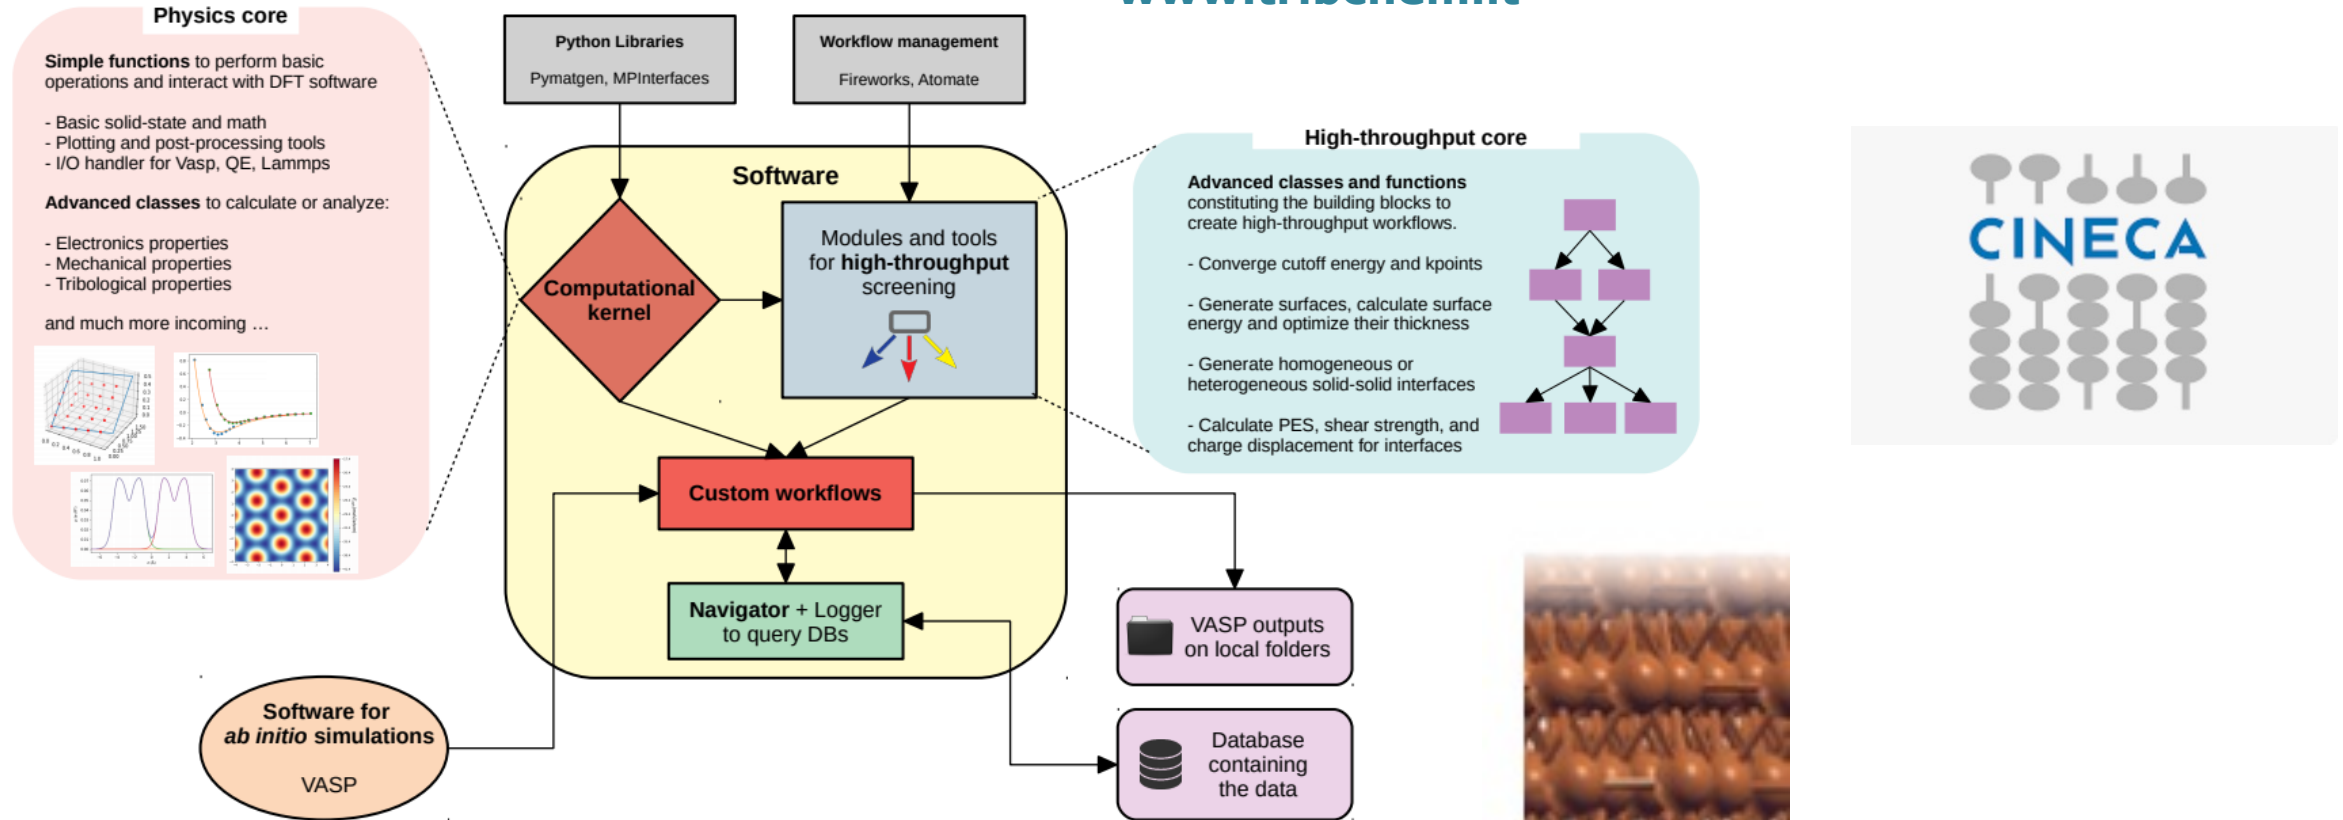 Physics core
Simple functions to perform basic
operations and interact with DFT software
- Basic solid-state and math
- Plotting and post-processing tools
- I/O handler for Vasp, QE, Lammps
Advanced classes to calculate or analyze:
- Electronics properties
- Mechanical properties
- Tribological properties
and much more incoming …
Python Libraries
Pymatgen, MPInterfaces
Workflow management
Fireworks, Atomate
Software
Computational
kernel
Modules and tools
for high-throughput
screening
Custom workflows
Navigator + Logger
to query DBs
Software for
ab initio simulations
VASP
High-throughput core
Advanced classes and functions
constituting the building blocks to
create high-throughput workflows.
- Converge cutoff energy and kpoints
- Generate surfaces, calculate surface
energy and optimize their thickness
- Generate homogeneous or
heterogeneous solid-solid interfaces
- Calculate PES, shear strength, and
charge displacement for interfaces
VASP outputs
on local folders
Database
containing
the data
CINECA